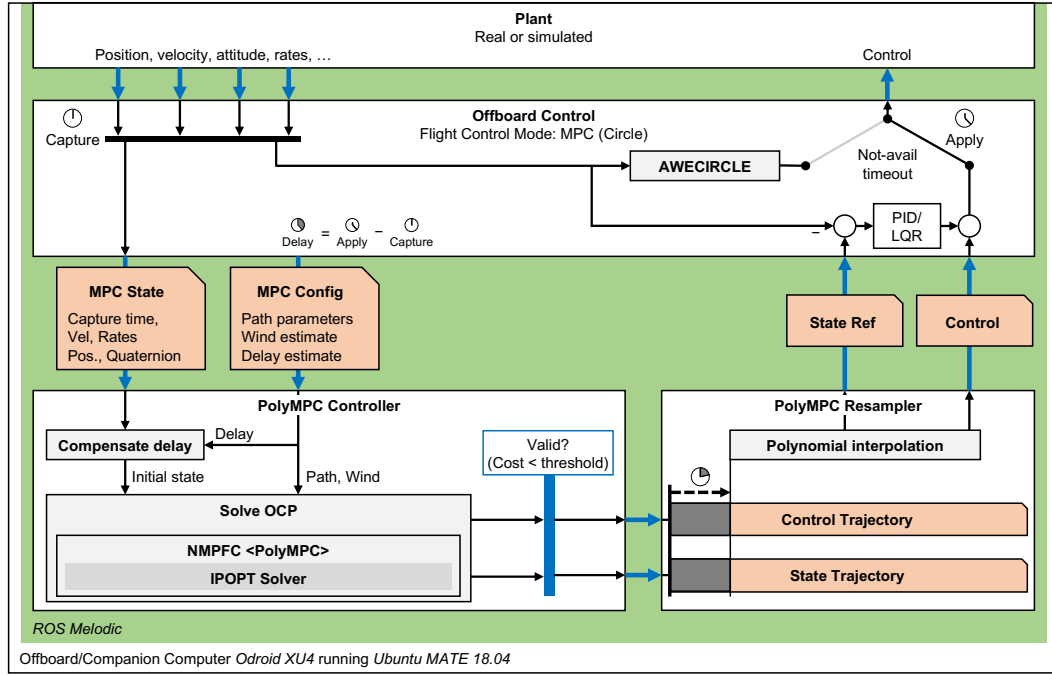 Plant
Real or simulated
Position, velocity, attitude, rates, …
Control
Offboard Control
Flight Control Mode: MPC (Circle)
Capture
Apply
AWECIRCLE
Not-avail
timeout
PID/
LQR
–
Delay = Apply – Capture
MPC State
Capture time,
Vel, Rates
Pos., Quaternion
MPC Config
Path parameters
Wind estimate
Delay estimate
State Ref
Control
PolyMPC Controller
Compensate delay
Delay
Initial state
Path, Wind
Valid?
(Cost < threshold)
Solve OCP
NMPFC <PolyMPC>
IPOPT Solver
PolyMPC Resampler
Polynomial interpolation
Control Trajectory
State Trajectory
ROS Melodic
Offboard/Companion Computer Odroid XU4 running Ubuntu MATE 18.04